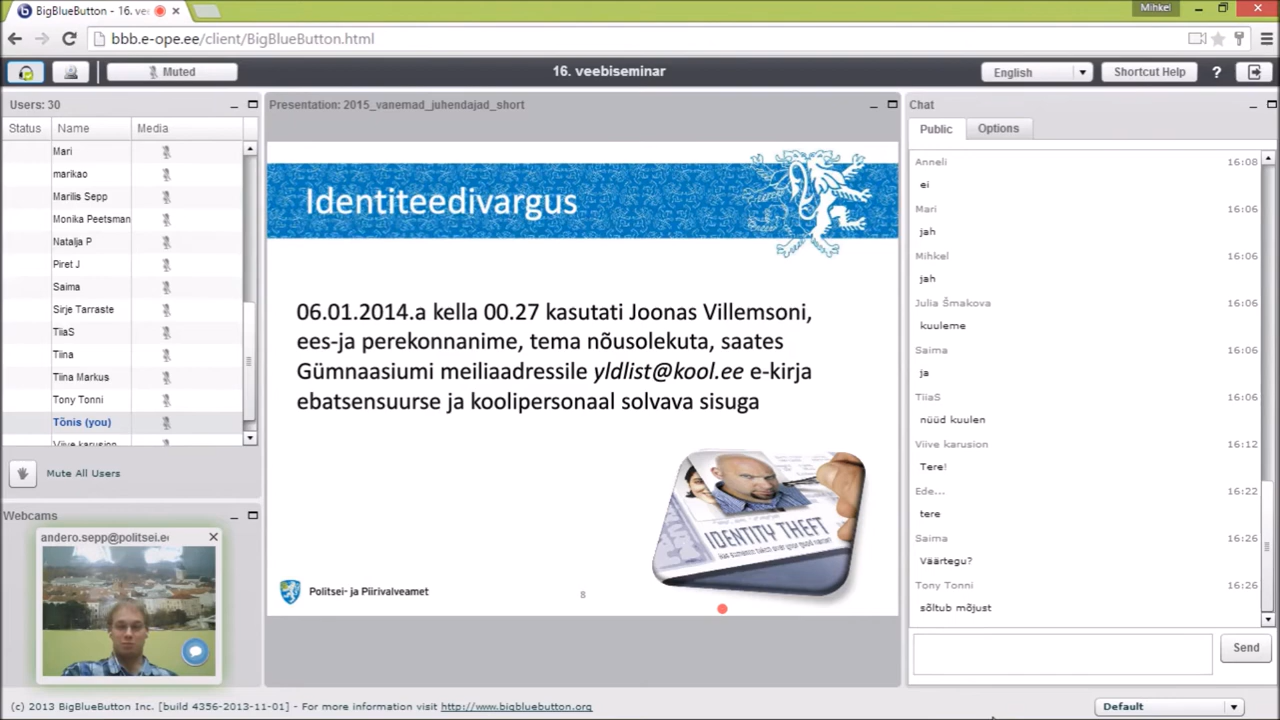 BigBlueButton - 16. vee
Mihkel
bbb.e-ope.ee/client/BigBlueButton.html
Muted
16. veebiseminar
English
Shortcut Help
?
Users: 30
Status Name Media
Mari
marikao
Marilis Sepp
Monika Peetsman
Natalja P
Piret J
Saima
Sirje Tarraste
TiiaS
Tiina
Tiina Markus
Tony Tonni
Tõnis (you)
Viive karusion
Mute All Users
Webcams
andero.sepp@politsei.ee
Presentation: 2015_vanemad_juhendajad_short
Identiteedivargus
06.01.2014.a kella 00.27 kasutati Joonas Villemsoni,
ees-ja perekonnanime, tema nõusolekuta, saates
Gümnaasiumi meiliaadressile yldlist@kool.ee e-kirja
ebatsensuurse ja koolipersonaal solvava sisuga
IDENTITY THEFT
Politsei- ja Piirivalveamet
8
Chat
Public Options
Anneli 16:08
ei
Mari 16:06
jah
Mihkel 16:06
jah
Julia Šmakova 16:06
kuuleme
Saima 16:06
ja
TiiaS 16:06
nüüd kuulen
Viive karusion 16:12
Tere!
Ede... 16:22
tere
Saima 16:26
Väärtegu?
Tony Tonni 16:26
sõltub mõjust
Send
(c) 2013 BigBlueButton Inc. [build 4356-2013-11-01] - For more information visit http://www.bigbluebutton.org
Default